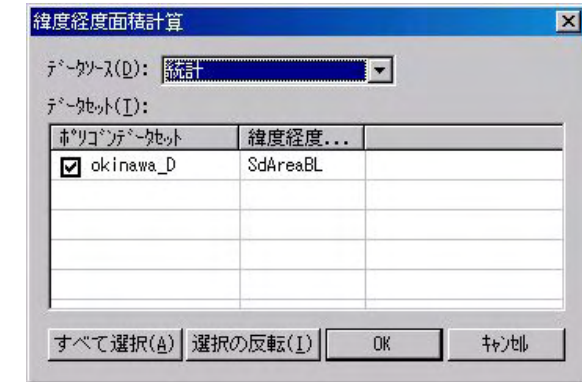 緯度経度面積計算
ﾃﾞｰﾀｿｰｽ(D): 統計
ﾃﾞｰﾀｾｯﾄ(T):
ﾎﾟﾘｺﾞﾝﾃﾞｰﾀｾｯﾄ 緯度経度...
okinawa_D SdAreaBL
すべて選択(A) 選択の反転(I) OK ｷｬﾝｾﾙ